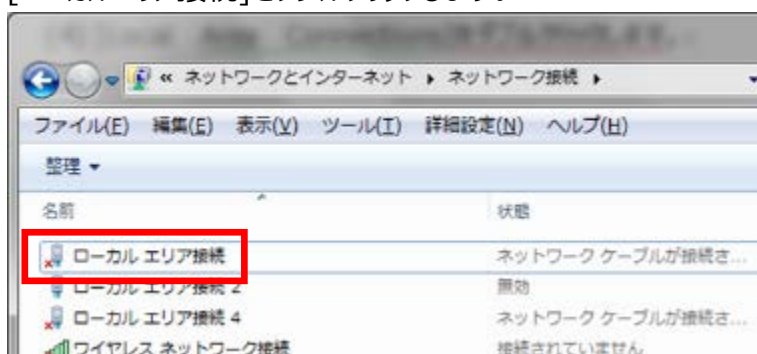 « ネットワークとインターネット ▸ ネットワーク接続 ▸
ファイル(F) 編集(E) 表示(V) ツール(T) 詳細設定(N) ヘルプ(H)
整理
名前 状態
ローカル エリア接続 ネットワーク ケーブルが接続さ...
ローカル エリア接続 2 無効
ローカル エリア接続 4 ネットワーク ケーブルが接続さ...
ワイヤレス ネットワーク接続 接続されていません